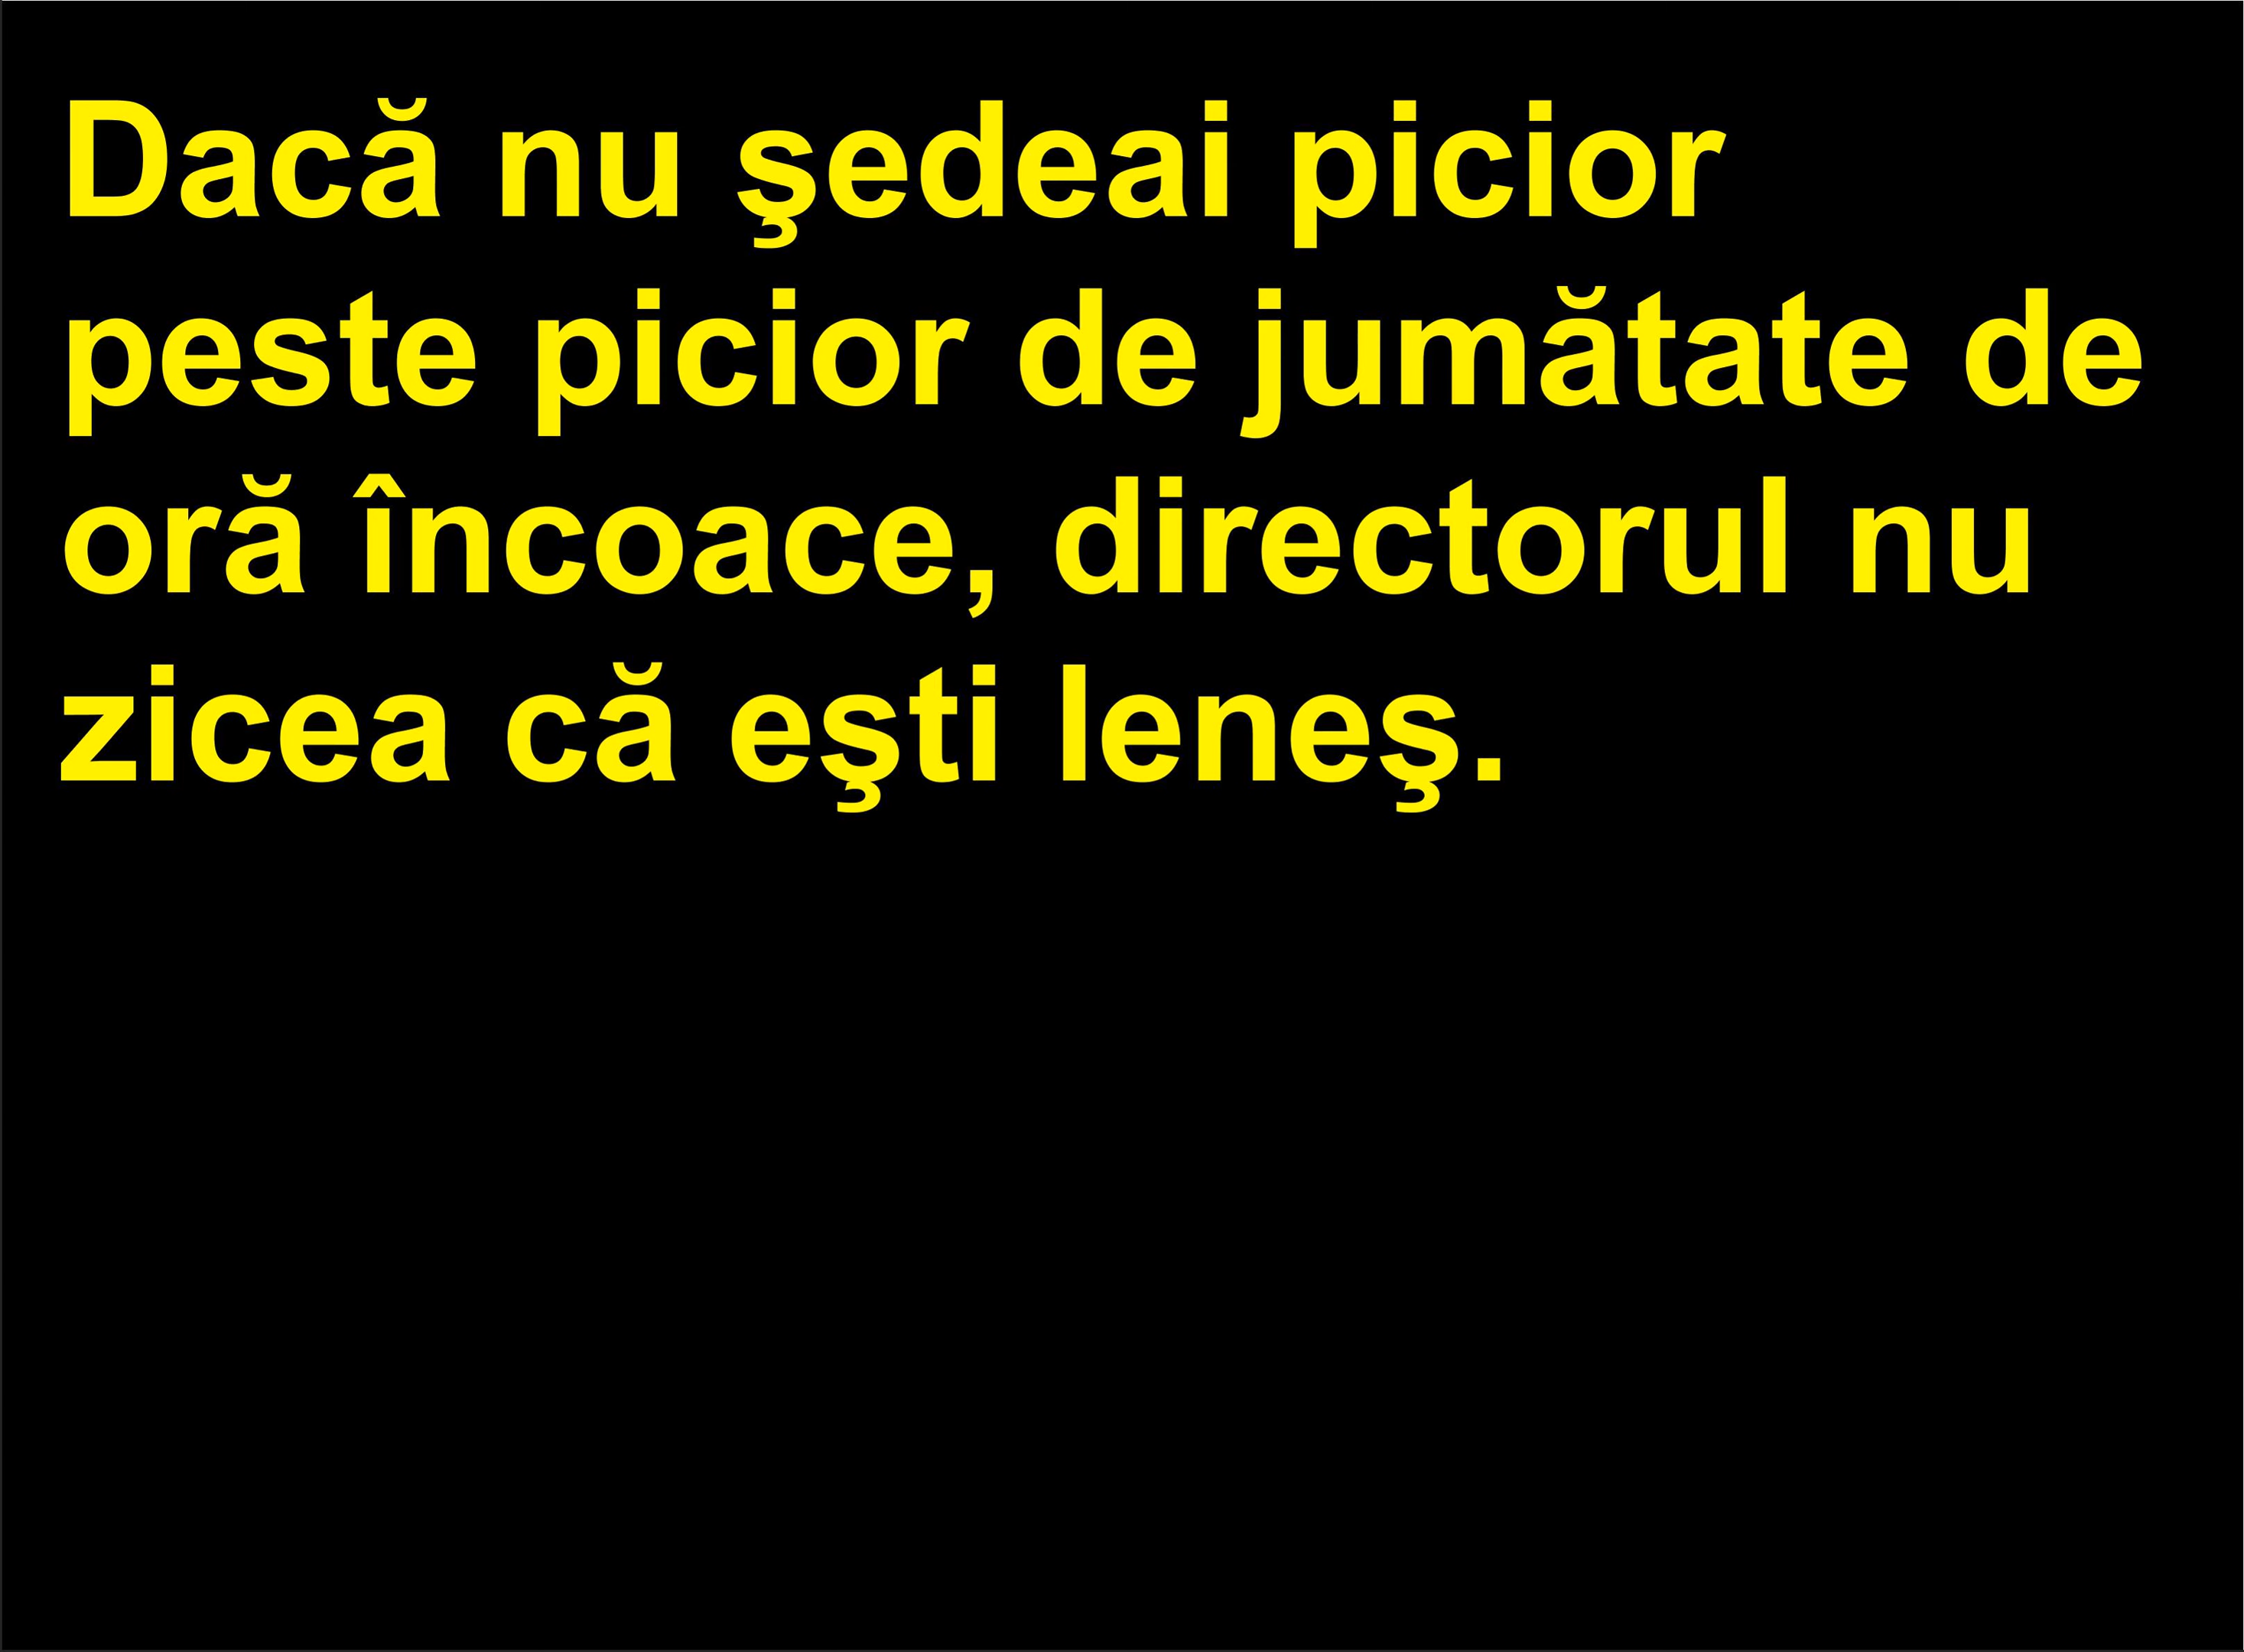 Dacă nu şedeai picior
peste picior de jumătate de
oră încoace, directorul nu
zicea că eşti leneş.